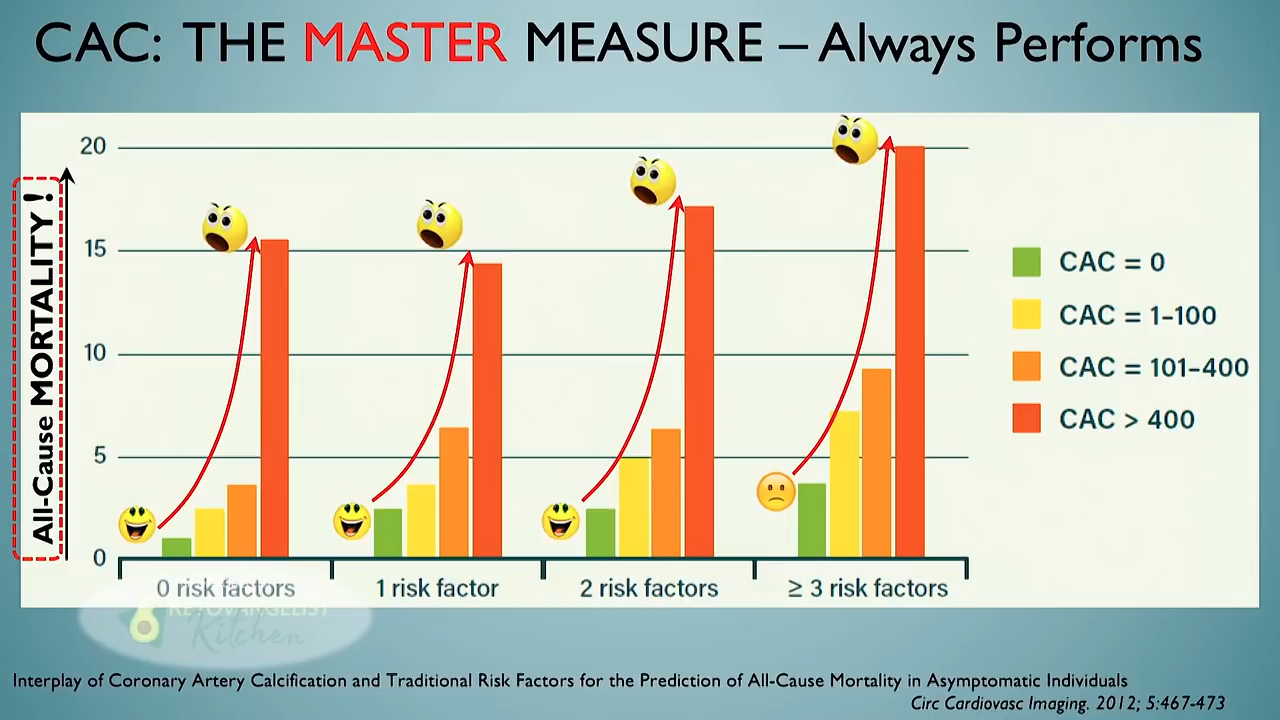 CAC: THE MASTER MEASURE – Always Performs
All-Cause MORTALITY!
20
15
10
5
0
0 risk factors
1 risk factor
2 risk factors
≥ 3 risk factors
CAC = 0
CAC = 1–100
CAC = 101–400
CAC > 400
Kitchen
Interplay of Coronary Artery Calcification and Traditional Risk Factors for the Prediction of All-Cause Mortality in Asymptomatic Individuals
Circ Cardiovasc Imaging. 2012; 5:467-473